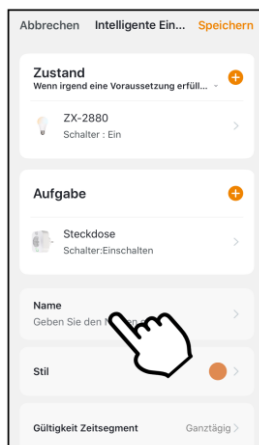 Abbrechen Intelligente Ein... Speichern
Zustand
Wenn irgend eine Voraussetzung erfüll...
ZX-2880
Schalter : Ein
Aufgabe
Steckdose
Schalter:Einschalten
Name
Geben Sie den
Stil
Gültigkeit Zeitsegment Ganztägig